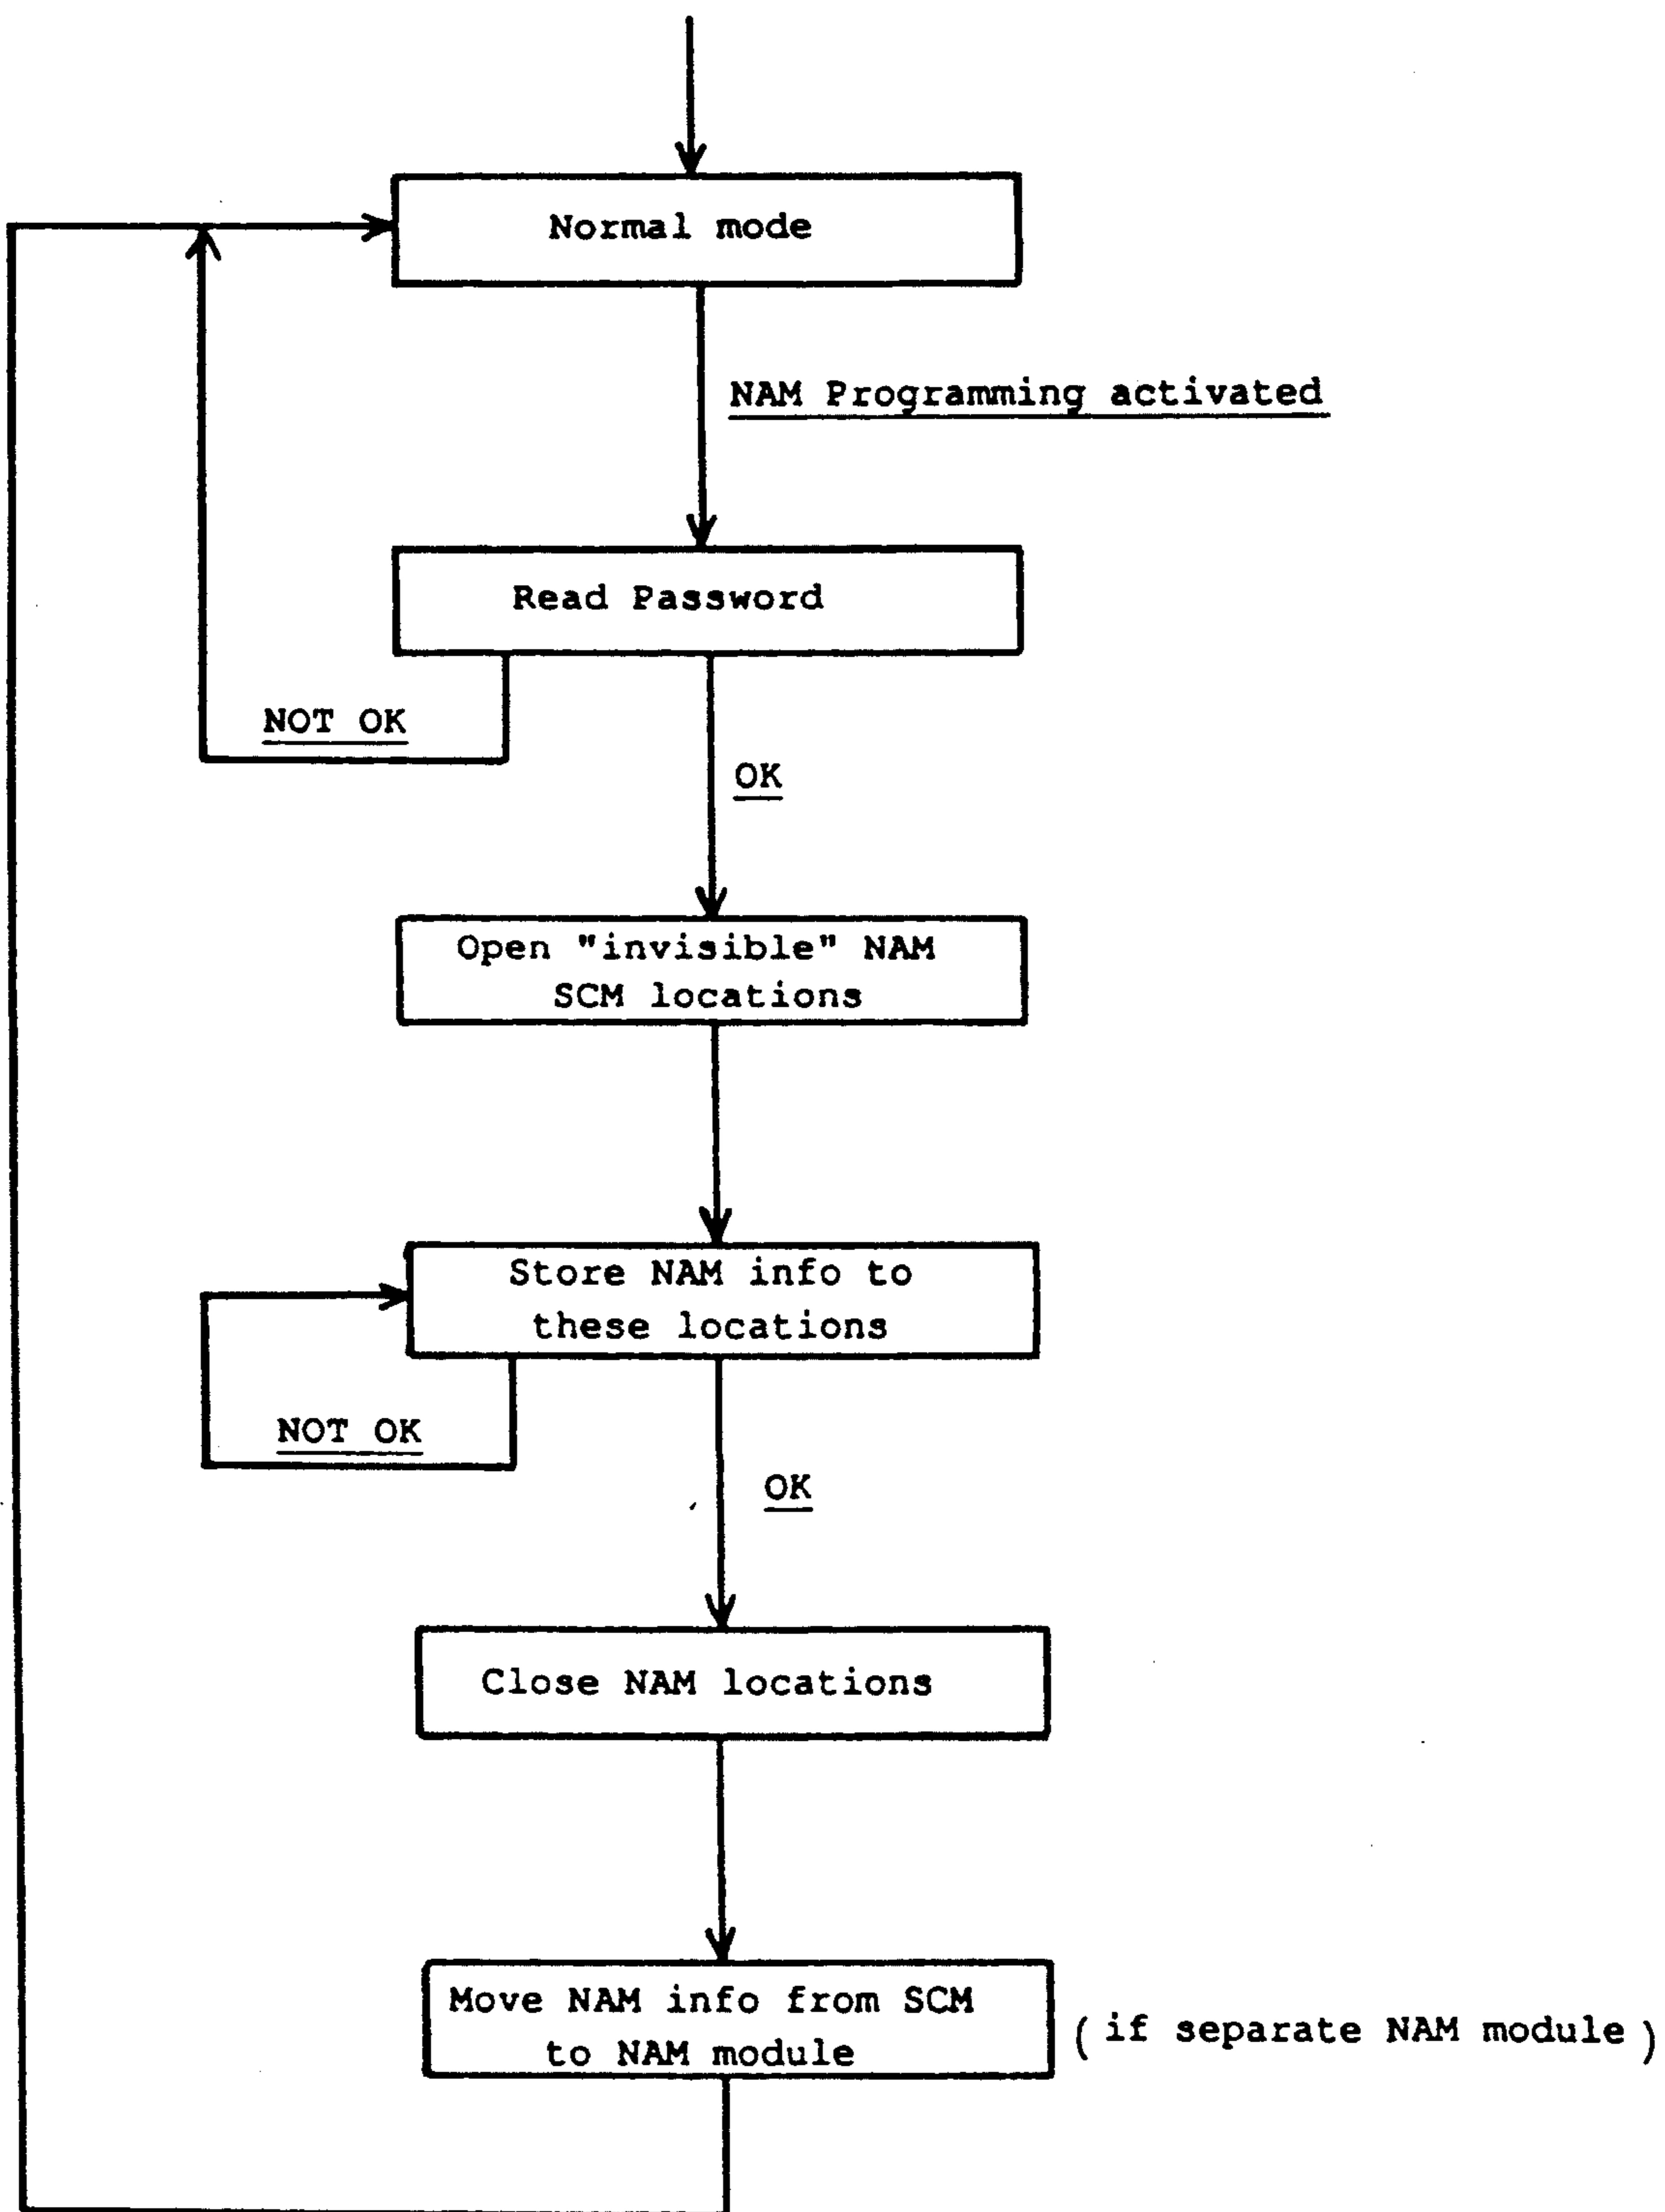 Normal mode
NAM Programming activated
Read Password
NOT OK
OK
Open "invisible" NAM
SCM locations
Store NAM info to
these locations
NOT OK
OK
Close NAM locations
Move NAM info from SCM
to NAM module
(if separate NAM module)